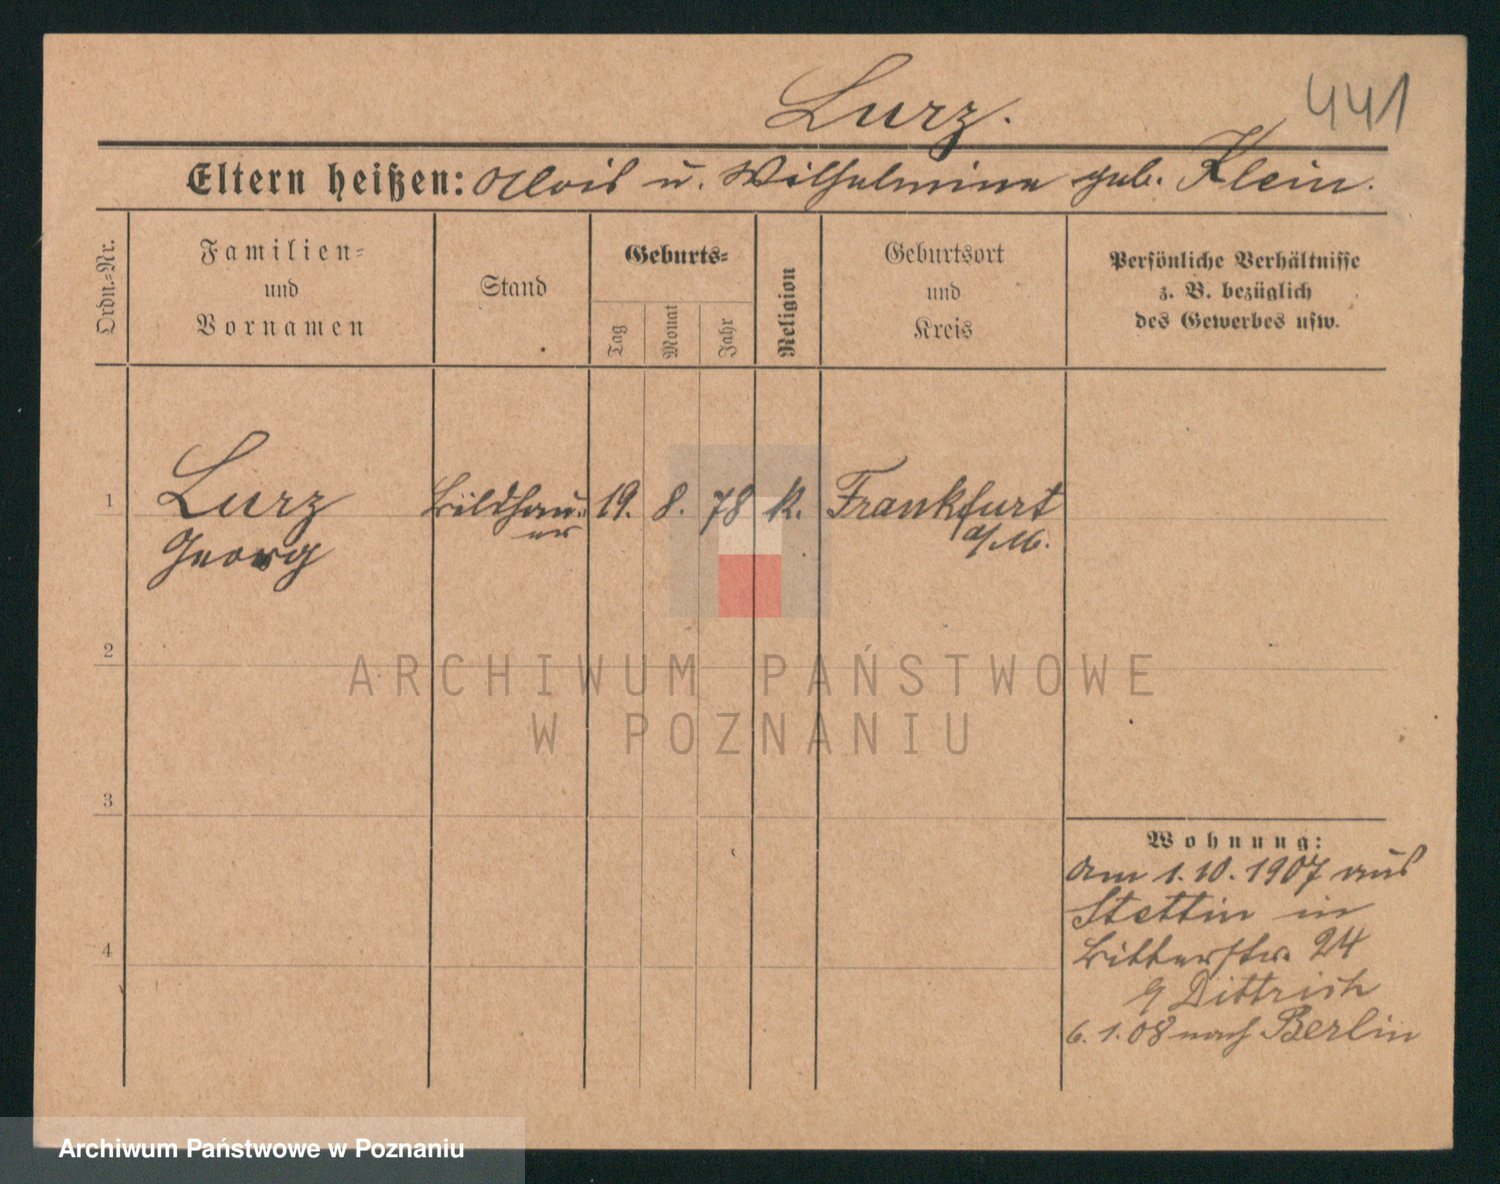 Lurz.
441
Eltern heißen: Alois u. Wilhelmine geb. Klein.
Ordn.-Nr.
Familien-
und
Vornamen
Stand
Geburts-
Tag
Monat
Jahr
Religion
Geburtsort
und
Kreis
Persönliche Verhältnisse
z. B. bezüglich
des Gewerbes usw.
1
Lurz
Georg
Bildhau-
er
19.
8.
78
k.
Frankfurt
a/M.
2
ARCHIWUM PAŃSTWOWE
W POZNANIU
3
4
Wohnung:
am 1.10.1907 aus
Stettin in
Ritterstr. 24
Dittrich
6.1.08 nach Berlin
Archiwum Państwowe w Poznaniu